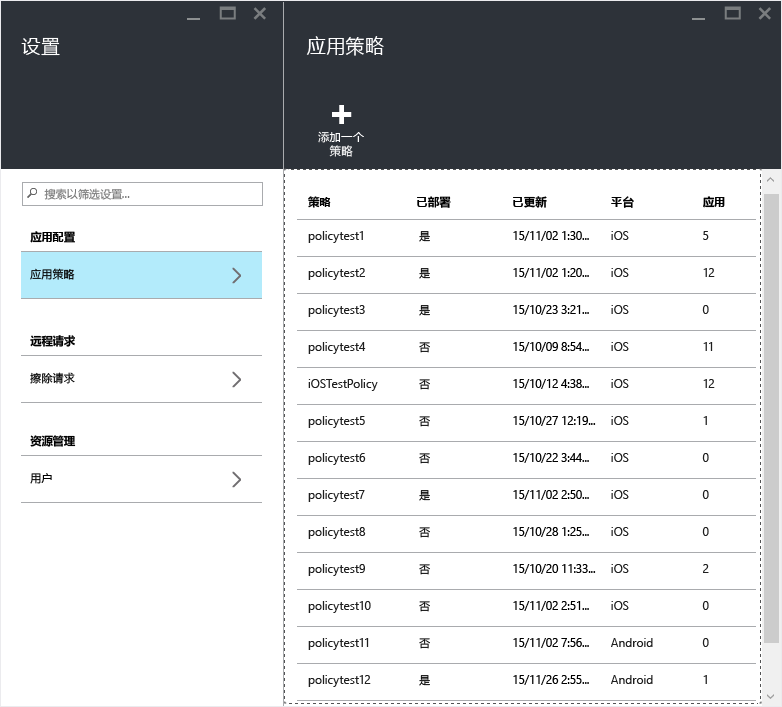 设置
搜索以筛选设置...
应用配置
应用策略
远程请求
擦除请求
资源管理
用户
应用策略
添加一个
策略
策略 已部署 已更新 平台 应用
policytest1 是 15/11/02 1:30... iOS 5
policytest2 是 15/11/02 1:20... iOS 12
policytest3 是 15/10/23 3:21... iOS 0
policytest4 否 15/10/09 8:54... iOS 11
iOSTestPolicy 否 15/10/12 4:38... iOS 12
policytest5 否 15/10/27 12:19... iOS 1
policytest6 否 15/10/22 3:44... iOS 0
policytest7 是 15/11/02 2:50... iOS 0
policytest8 否 15/10/28 1:25... iOS 0
policytest9 否 15/10/20 11:33... iOS 2
policytest10 否 15/11/02 2:51... iOS 0
policytest11 否 15/11/02 7:56... Android 0
policytest12 是 15/11/26 2:55... Android 1